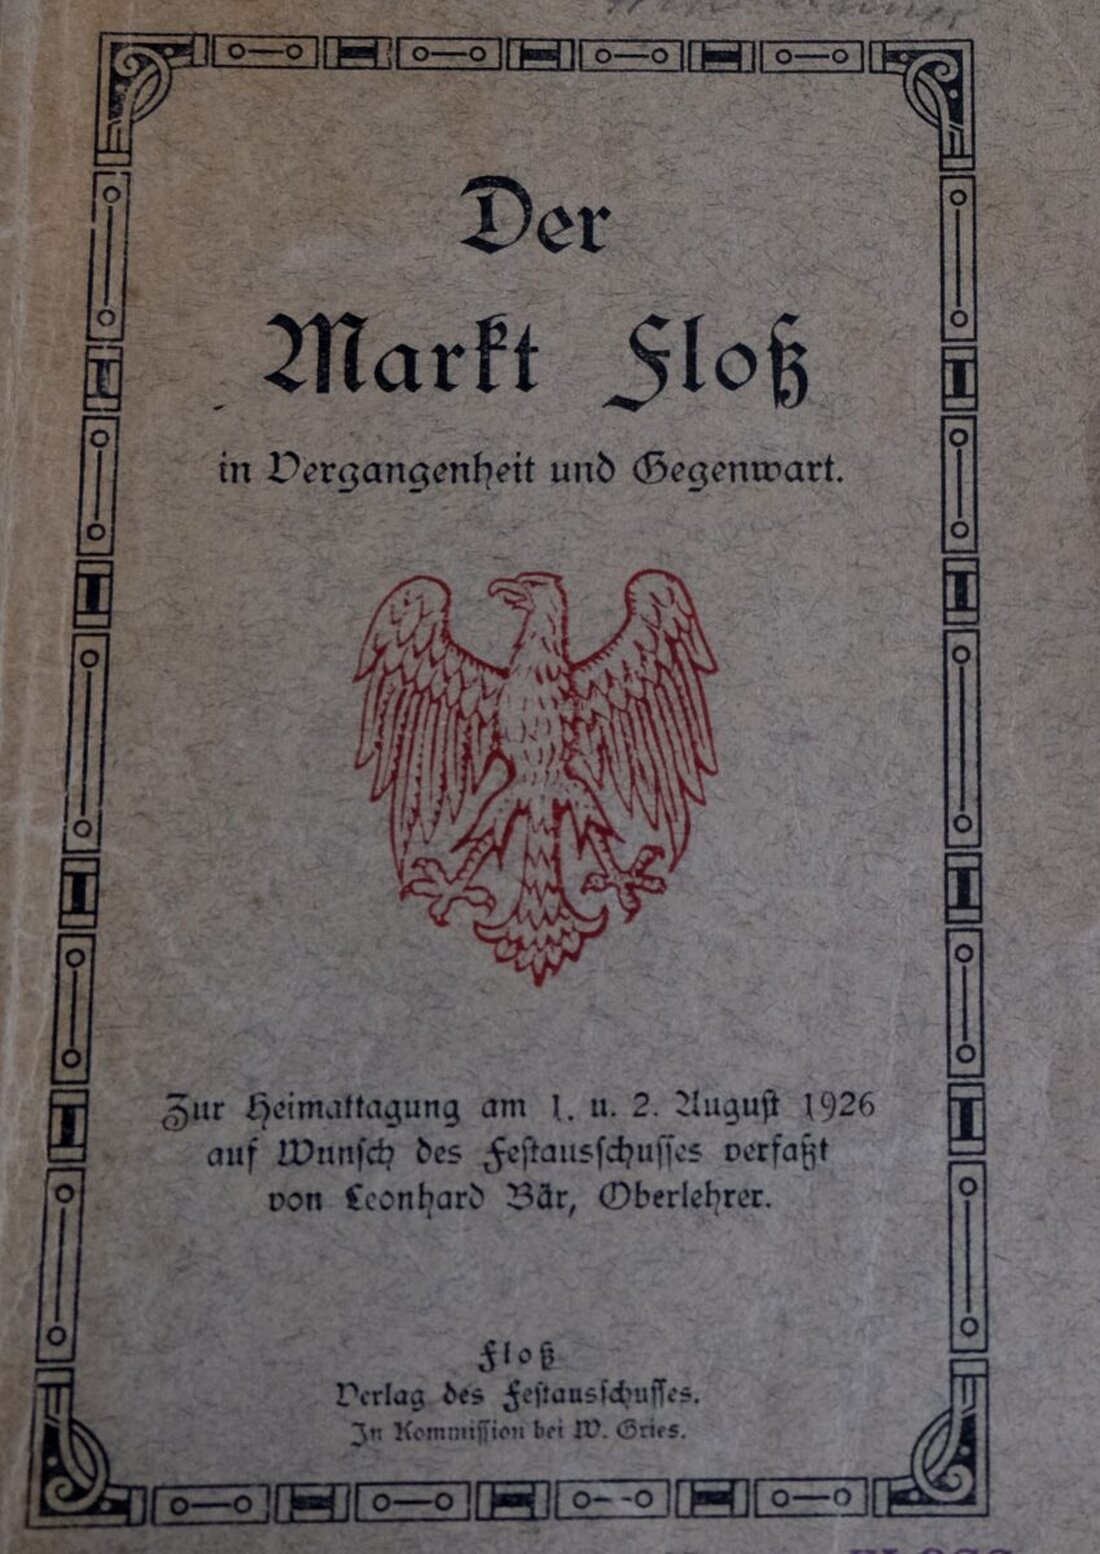 Der
Markt Floß
in Vergangenheit und Gegenwart.
Zur Heimattagung am 1. u. 2. August 1926
auf Wunsch des Festausschusses verfaßt
von Leonhard Bär, Oberlehrer.
Floß
Verlag des Festausschusses.
In Kommission bei W. Gries.